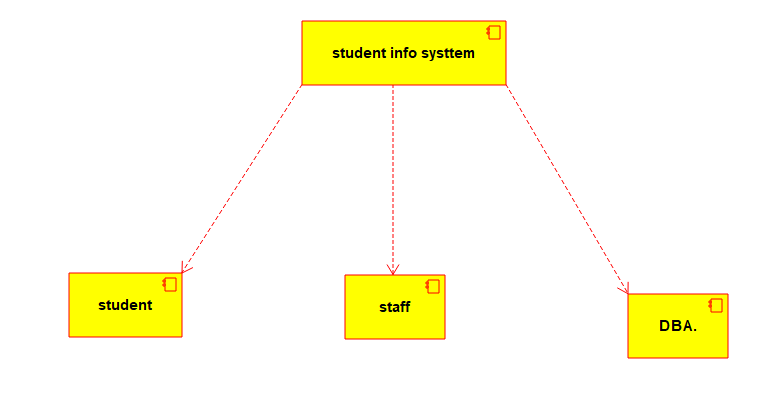 student info systtem
student
staff
DBA.